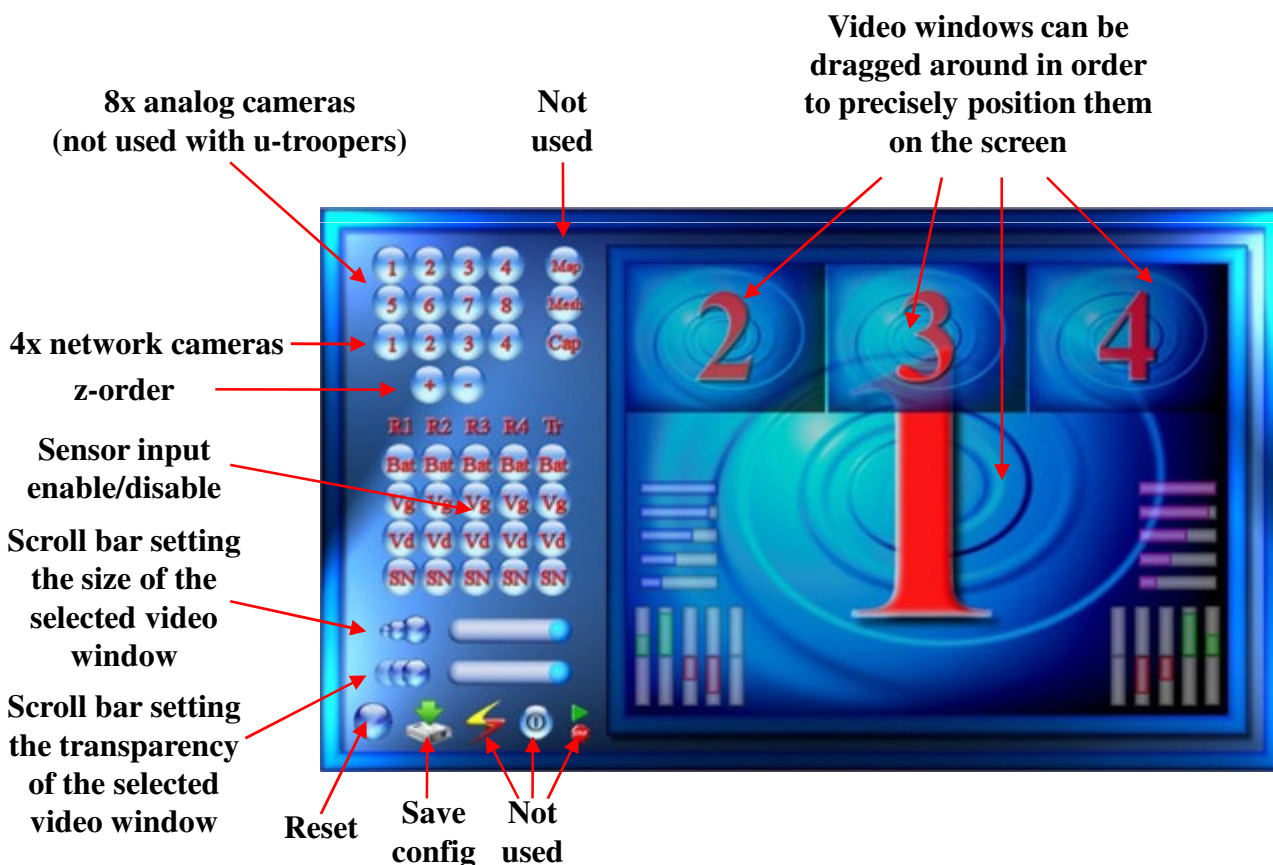 Video windows can be
dragged around in order
to precisely position them
on the screen
8x analog cameras
(not used with u-troopers)
Not
used
1 2 3 4 Map
5 6 7 8 Mesh
4x network cameras
1 2 3 4 Cap
z-order
+ -
R1 R2 R3 R4 Tr
Sensor input
enable/disable
Bat Bat Bat Bat Bat
Vg Vg Vg Vg Vg
Vd Vd Vd Vd Vd
SN SN SN SN SN
Scroll bar setting
the size of the
selected video
window
Scroll bar setting
the transparency
of the selected
video window
2 3 4
1
Reset
Save
config
Not
used